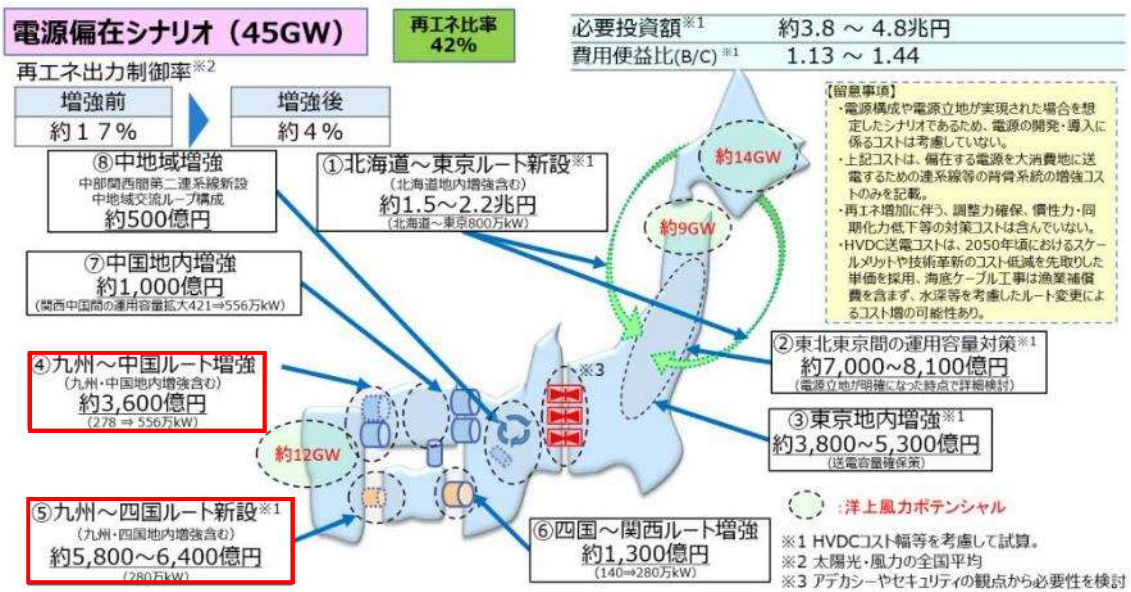 電源偏在シナリオ（45GW）
再エネ比率
42%
必要投資額※1 約3.8 ～ 4.8兆円
費用便益比(B/C)※1 1.13 ～ 1.44
再エネ出力制御率※2
増強前
約17%
増強後
約4%
【留意事項】
・電源構成や電源立地が実現された場合を想
定したシナリオであるため、電源の開発・導入に
係るコストは考慮していない。
・上記コストは、偏在する電源を大消費地に送
電するための連系線等の背骨系統の増強コス
トのみを記載。
・再エネ増加に伴う、調整力確保、慣性力・同
期化力低下等の対策コストは含んでいない。
・HVDC送電コストは、2050年頃におけるスケー
ルメリットや技術革新のコスト低減を先取りした
単価を採用、海底ケーブル工事は漁業補償
費を含まず、水深等を考慮したルート変更によ
るコスト増の可能性あり。
⑧中地域増強
中部関西間第二連系線新設
中地域交流ループ構成
約500億円
①北海道～東京ルート新設※1
（北海道地内増強含む）
約1.5～2.2兆円
（北海道～東京800万kW）
約14GW
約9GW
⑦中国地内増強
約1,000億円
（関西中国間の運用容量拡大421⇒556万kW）
②東北東京間の運用容量対策※1
約7,000～8,100億円
（電源立地が明確になった時点で詳細検討）
④九州～中国ルート増強
（九州・中国地内増強含む）
約3,600億円
（278 ⇒ 556万kW）
※3
③東京地内増強※1
約3,800～5,300億円
（送電容量確保策）
約12GW
⑤九州～四国ルート新設※1
（九州・四国地内増強含む）
約5,800～6,400億円
（280万kW）
⑥四国～関西ルート増強
約1,300億円
（140⇒280万kW）
：洋上風力ポテンシャル
※1 HVDCコスト幅等を考慮して試算。
※2 太陽光・風力の全国平均
※3 アデカシーやセキュリティの観点から必要性を検討